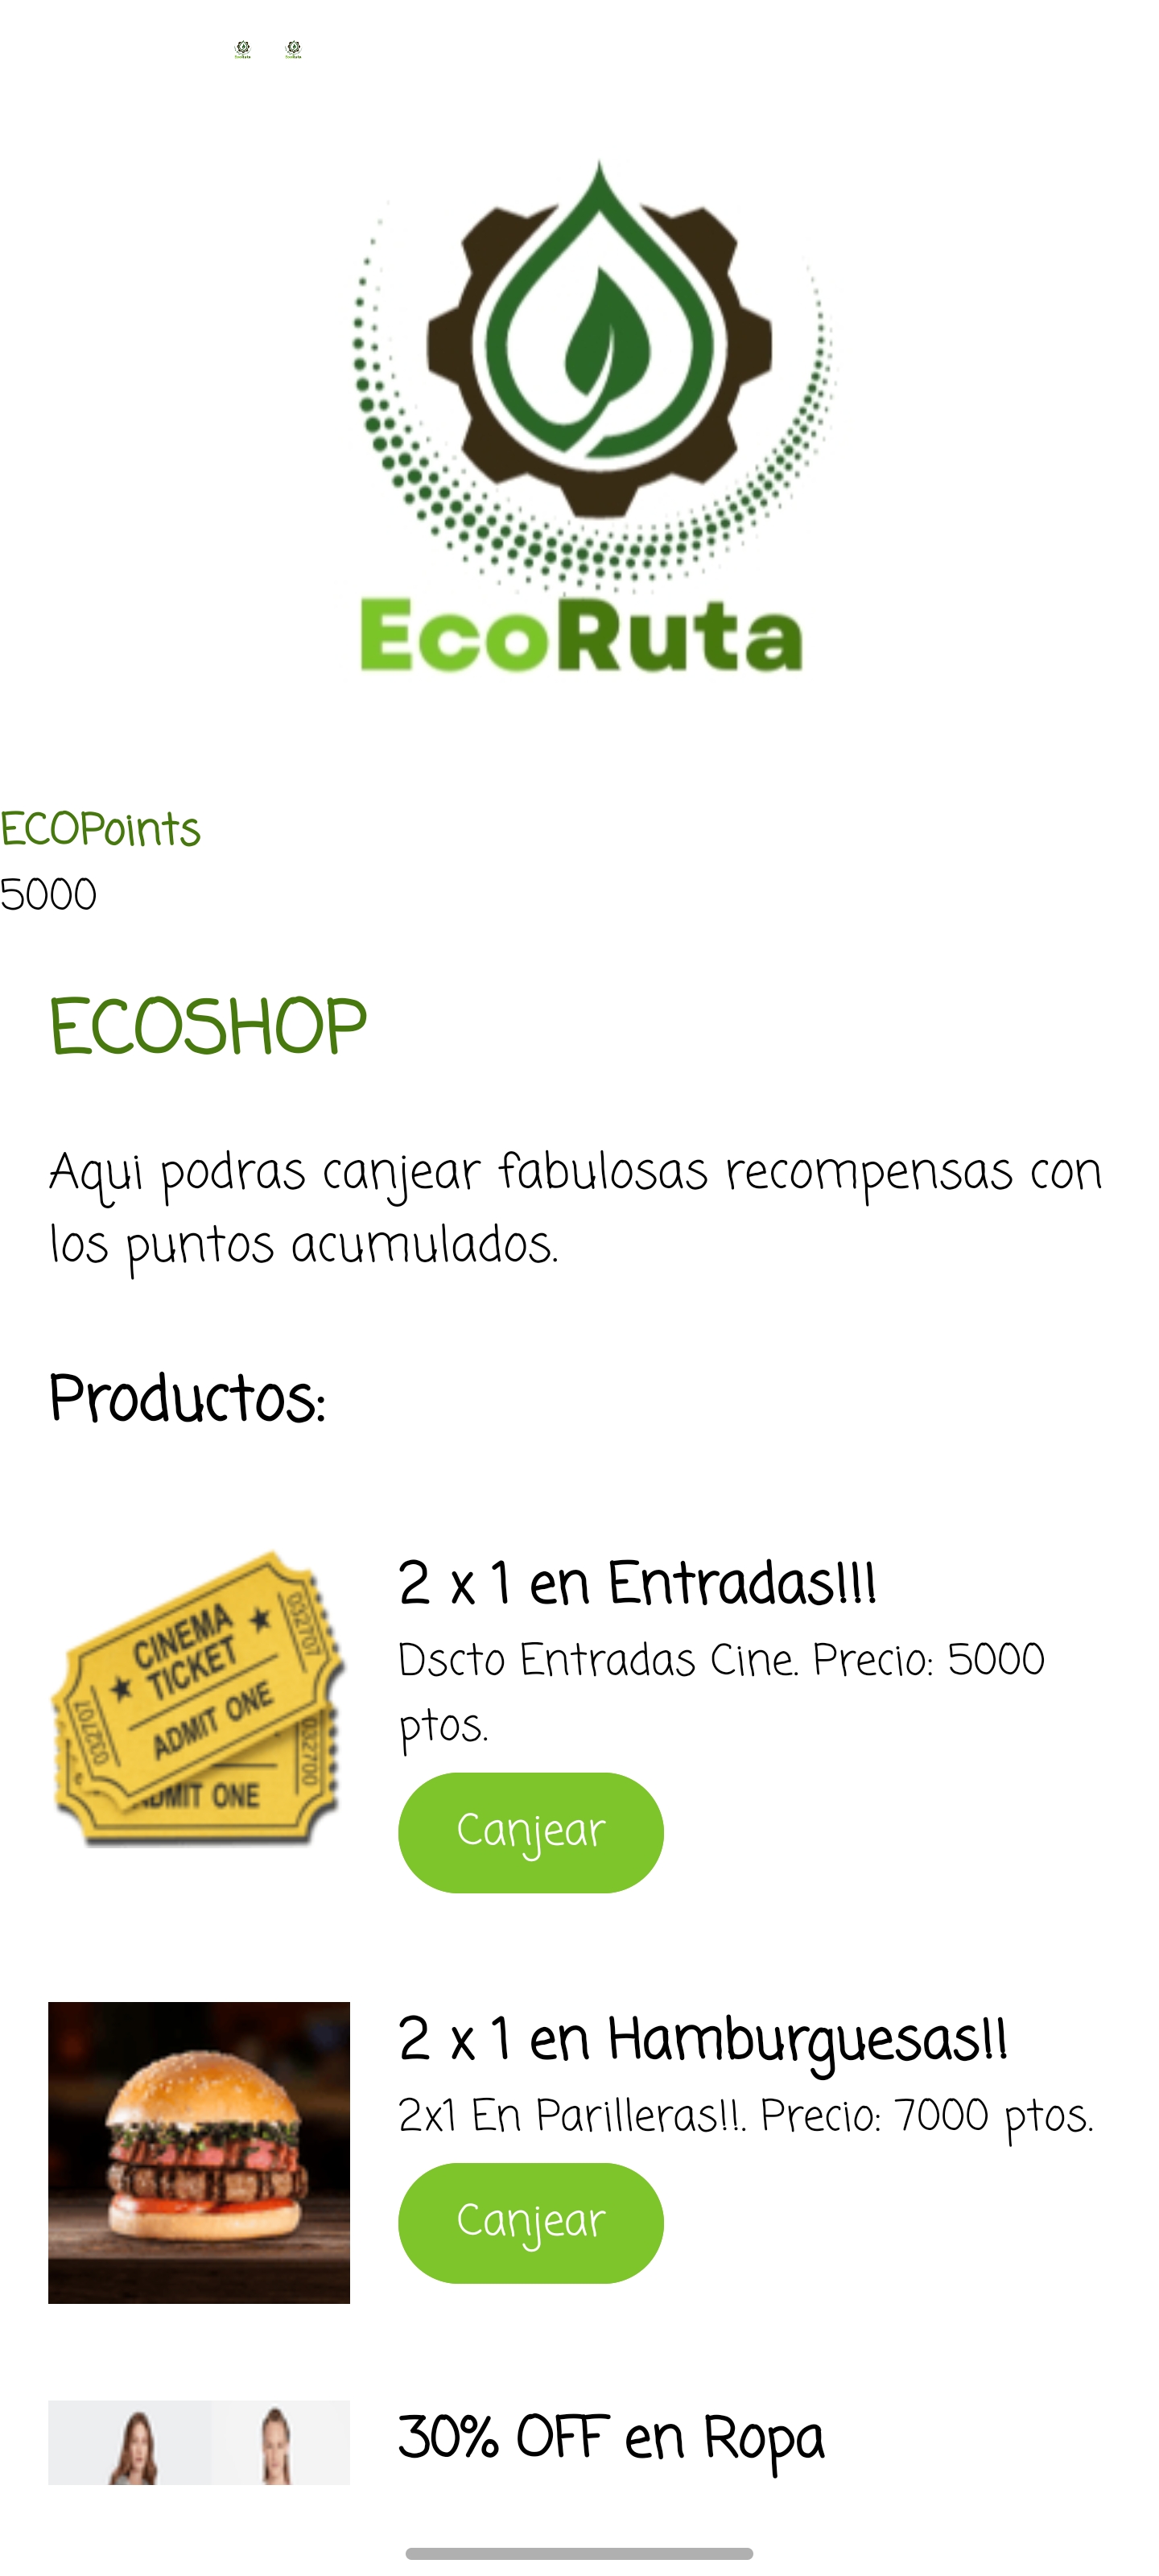 EcoRuta
ECOPoints
5000
ECOSHOP
Aqui podras canjear fabulosas recompensas con
los puntos acumulados.
Productos:
CINEMA
TICKET
ADMIT ONE
032707
032707
ADMIT ONE
032700
2 x 1 en Entradas!!!
Dscto Entradas Cine. Precio: 5000
ptos.
Canjear
2 x 1 en Hamburguesas!!
2x1 En Parilleras!!. Precio: 7000 ptos.
Canjear
30% OFF en Ropa